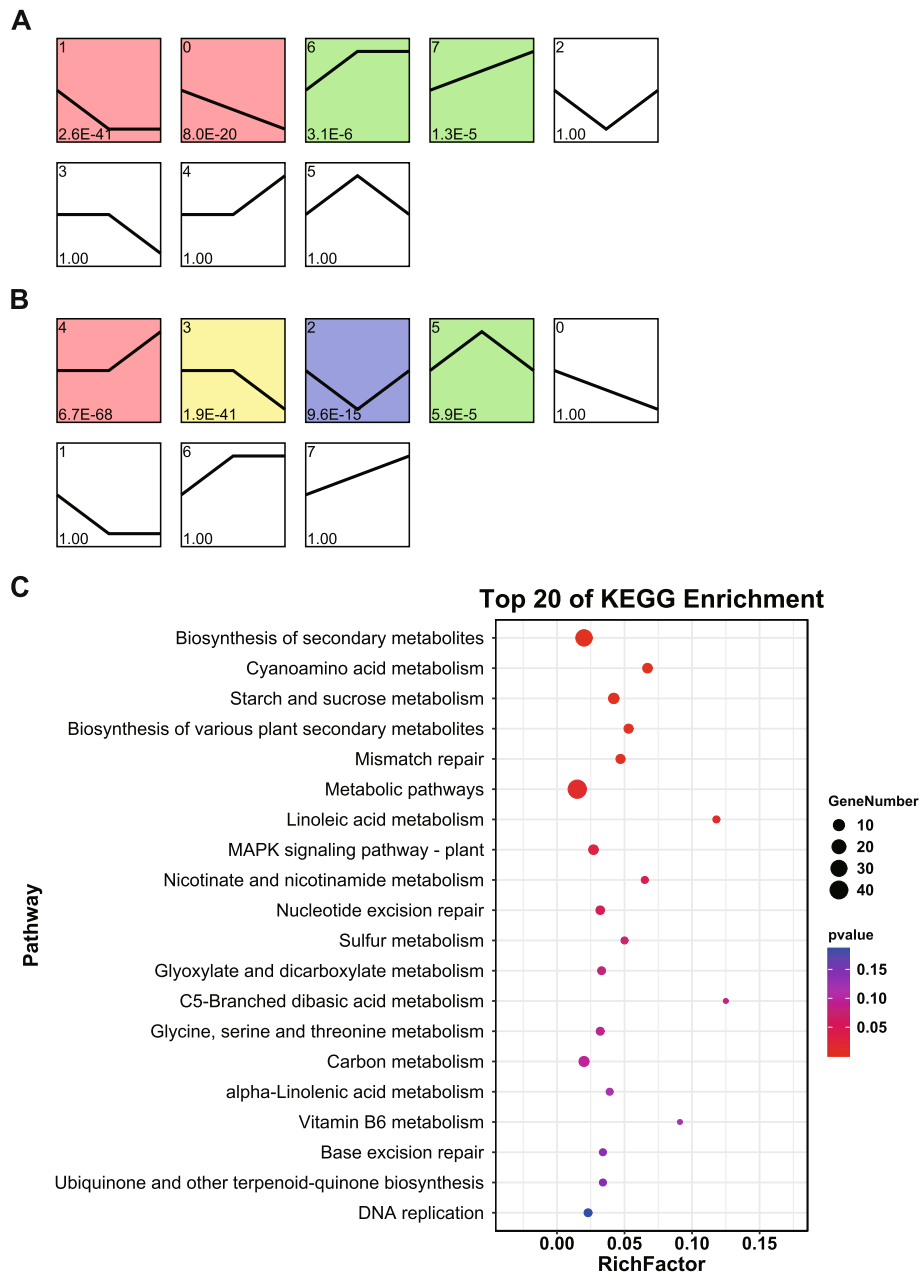 A
1
0
6
7
2
2.6E-41
8.0E-20
3.1E-6
1.3E-5
1.00
3
4
5
1.00
1.00
1.00
B
4
3
2
5
0
6.7E-68
1.9E-41
9.6E-15
5.9E-5
1.00
1
6
7
1.00
1.00
1.00
C
Top 20 of KEGG Enrichment
Pathway
Biosynthesis of secondary metabolites
Cyanoamino acid metabolism
Starch and sucrose metabolism
Biosynthesis of various plant secondary metabolites
Mismatch repair
Metabolic pathways
Linoleic acid metabolism
MAPK signaling pathway - plant
Nicotinate and nicotinamide metabolism
Nucleotide excision repair
Sulfur metabolism
Glyoxylate and dicarboxylate metabolism
C5-Branched dibasic acid metabolism
Glycine, serine and threonine metabolism
Carbon metabolism
alpha-Linolenic acid metabolism
Vitamin B6 metabolism
Base excision repair
Ubiquinone and other terpenoid-quinone biosynthesis
DNA replication
0.00 0.05 0.10 0.15
RichFactor
GeneNumber
10
20
30
40
pvalue
0.15
0.10
0.05